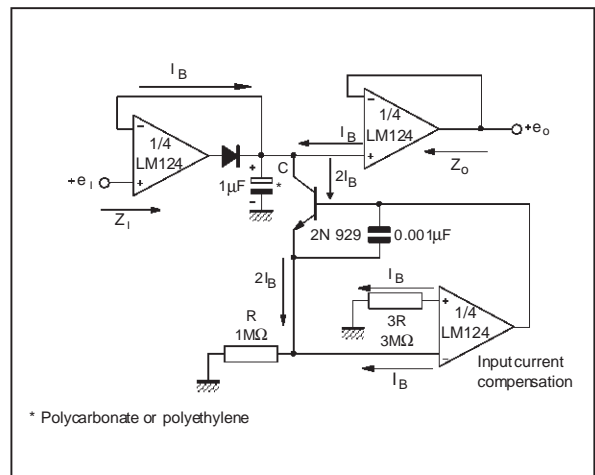 I B
1/4
LM124
+e I
Z I
C
1μF
*
I B
2I B
1/4
LM124
+e o
Z o
2N 929
0.001μF
2I B
R
1MΩ
I B
3R
3MΩ
I B
1/4
LM124
Input current
compensation
* Polycarbonate or polyethylene